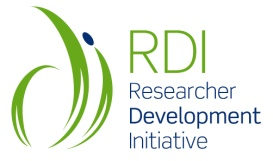 RDI
Researcher
Development
Initiative